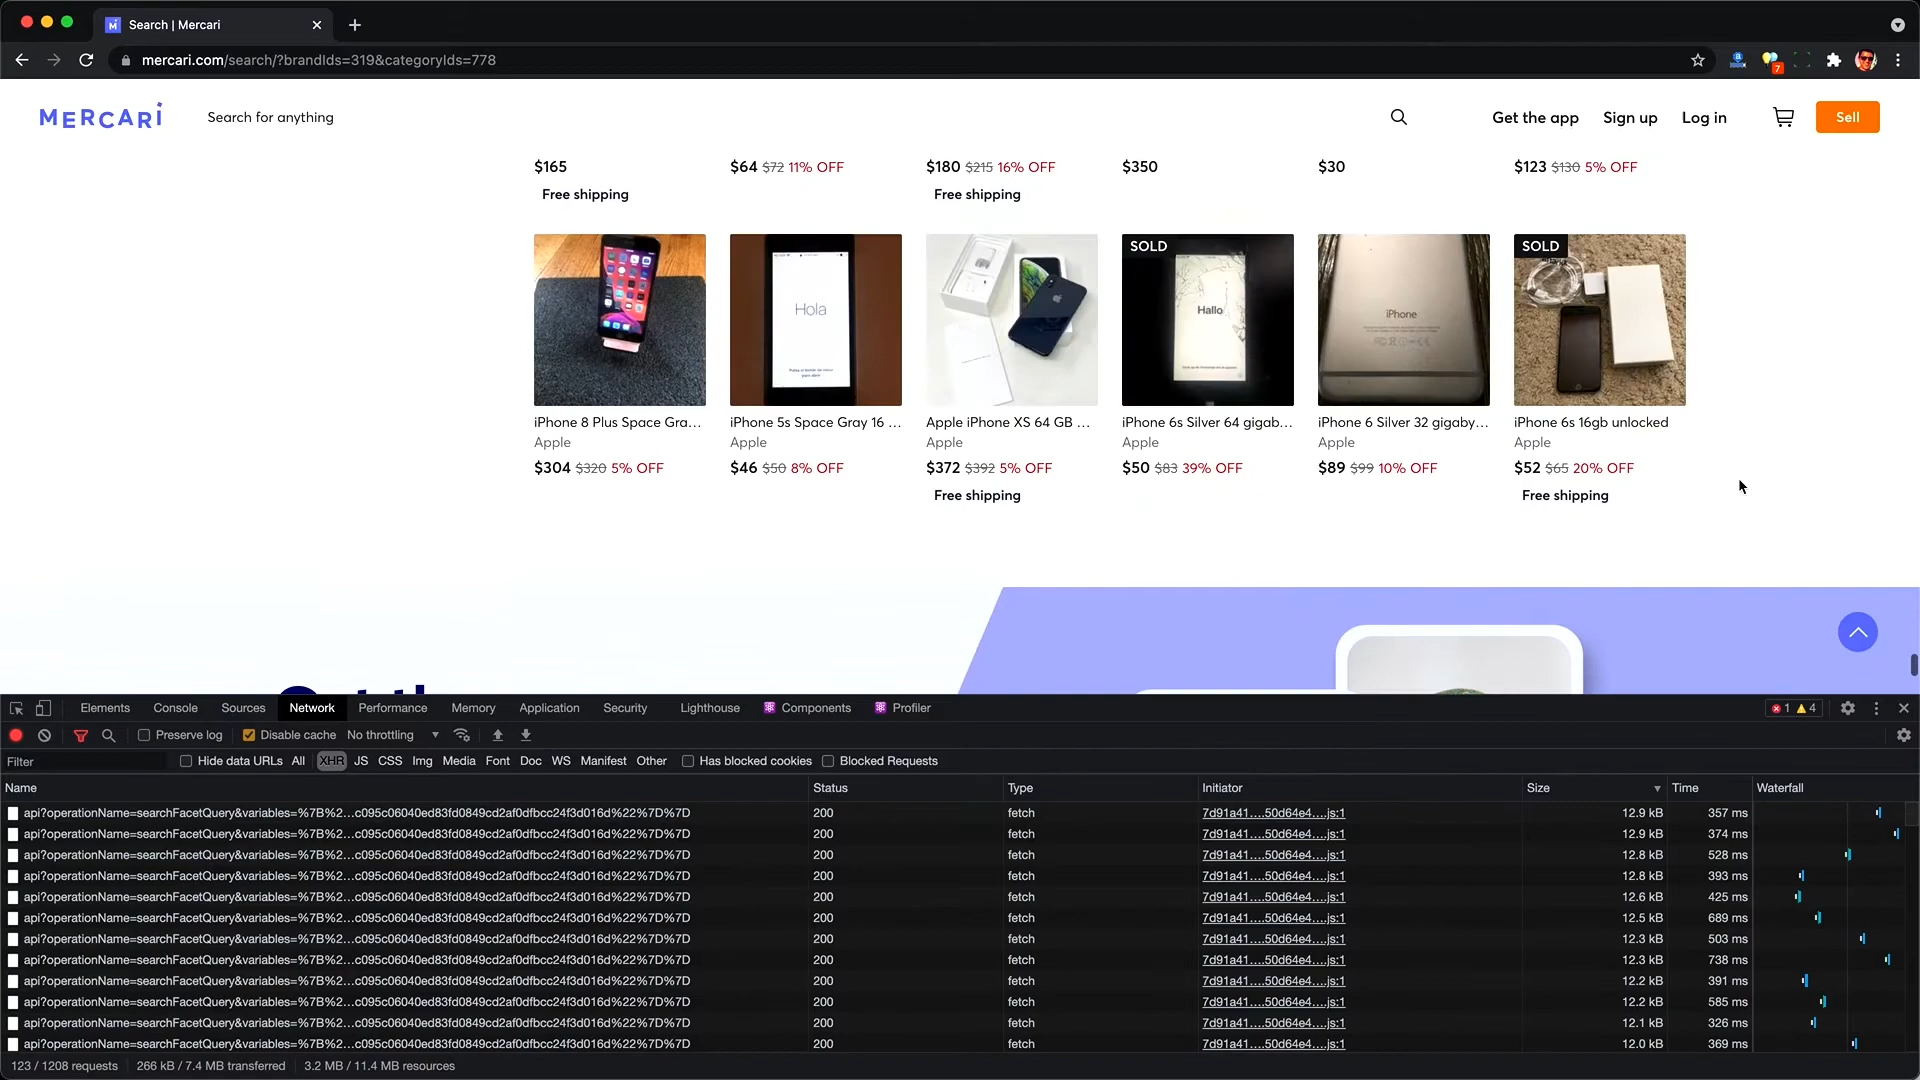 Search | Mercari
mercari.com/search/?brandIds=319&categoryIds=778
7
MERCARI
Search for anything
Get the app
Sign up
Log in
Sell
$165
$64 $72 11% OFF
$180 $215 16% OFF
$350
$30
$123 $130 5% OFF
Free shipping
Free shipping
Hola
SOLD
Hallo
iPhone
SOLD
iPhone 8 Plus Space Gra...
iPhone 5s Space Gray 16 ...
Apple iPhone XS 64 GB ...
iPhone 6s Silver 64 gigab...
iPhone 6 Silver 32 gigaby...
iPhone 6s 16gb unlocked
Apple
Apple
Apple
Apple
Apple
Apple
$304 $320 5% OFF
$46 $50 8% OFF
$372 $392 5% OFF
$50 $83 39% OFF
$89 $99 10% OFF
$52 $65 20% OFF
Free shipping
Free shipping
Elements Console Sources Network Performance Memory Application Security Lighthouse Components Profiler 1 4
Preserve log Disable cache No throttling
Filter Hide data URLs All XHR JS CSS Img Media Font Doc WS Manifest Other Has blocked cookies Blocked Requests
Name Status Type Initiator Size Time Waterfall
api?operationName=searchFacetQuery&variables=%7B%2...c095c06040ed83fd0849cd2af0dfbcc24f3d016d%22%7D%7D 200 fetch 7d91a41....50d64e4....js:1 12.9 kB 357 ms
api?operationName=searchFacetQuery&variables=%7B%2...c095c06040ed83fd0849cd2af0dfbcc24f3d016d%22%7D%7D 200 fetch 7d91a41....50d64e4....js:1 12.9 kB 374 ms
api?operationName=searchFacetQuery&variables=%7B%2...c095c06040ed83fd0849cd2af0dfbcc24f3d016d%22%7D%7D 200 fetch 7d91a41....50d64e4....js:1 12.8 kB 528 ms
api?operationName=searchFacetQuery&variables=%7B%2...c095c06040ed83fd0849cd2af0dfbcc24f3d016d%22%7D%7D 200 fetch 7d91a41....50d64e4....js:1 12.8 kB 393 ms
api?operationName=searchFacetQuery&variables=%7B%2...c095c06040ed83fd0849cd2af0dfbcc24f3d016d%22%7D%7D 200 fetch 7d91a41....50d64e4....js:1 12.6 kB 425 ms
api?operationName=searchFacetQuery&variables=%7B%2...c095c06040ed83fd0849cd2af0dfbcc24f3d016d%22%7D%7D 200 fetch 7d91a41....50d64e4....js:1 12.5 kB 689 ms
api?operationName=searchFacetQuery&variables=%7B%2...c095c06040ed83fd0849cd2af0dfbcc24f3d016d%22%7D%7D 200 fetch 7d91a41....50d64e4....js:1 12.3 kB 503 ms
api?operationName=searchFacetQuery&variables=%7B%2...c095c06040ed83fd0849cd2af0dfbcc24f3d016d%22%7D%7D 200 fetch 7d91a41....50d64e4....js:1 12.3 kB 738 ms
api?operationName=searchFacetQuery&variables=%7B%2...c095c06040ed83fd0849cd2af0dfbcc24f3d016d%22%7D%7D 200 fetch 7d91a41....50d64e4....js:1 12.2 kB 391 ms
api?operationName=searchFacetQuery&variables=%7B%2...c095c06040ed83fd0849cd2af0dfbcc24f3d016d%22%7D%7D 200 fetch 7d91a41....50d64e4....js:1 12.2 kB 585 ms
api?operationName=searchFacetQuery&variables=%7B%2...c095c06040ed83fd0849cd2af0dfbcc24f3d016d%22%7D%7D 200 fetch 7d91a41....50d64e4....js:1 12.1 kB 326 ms
api?operationName=searchFacetQuery&variables=%7B%2...c095c06040ed83fd0849cd2af0dfbcc24f3d016d%22%7D%7D 200 fetch 7d91a41....50d64e4....js:1 12.0 kB 369 ms
123 / 1208 requests 266 kB / 7.4 MB transferred 3.2 MB / 11.4 MB resources